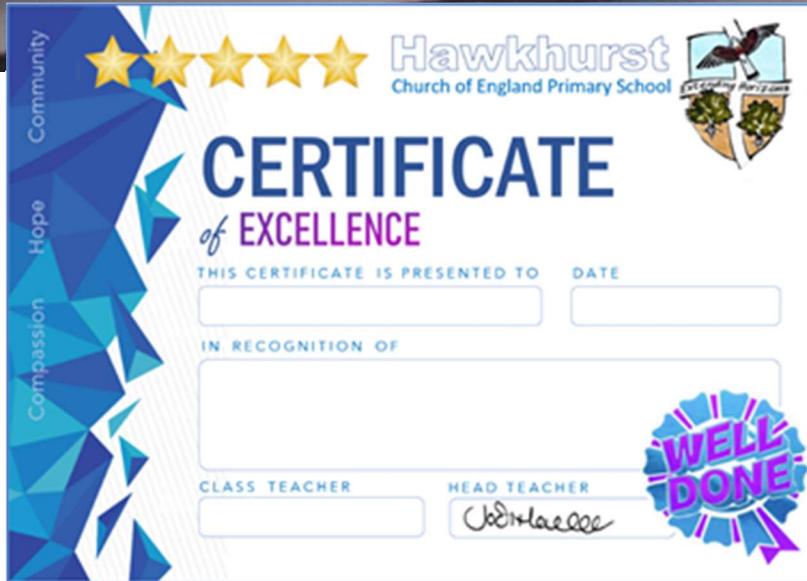 Community
Hope
Compassion
Hawkhurst
Church of England Primary School
Extending Horizons
CERTIFICATE
of EXCELLENCE
THIS CERTIFICATE IS PRESENTED TO
DATE
IN RECOGNITION OF
CLASS TEACHER
HEAD TEACHER
WELL
DONE